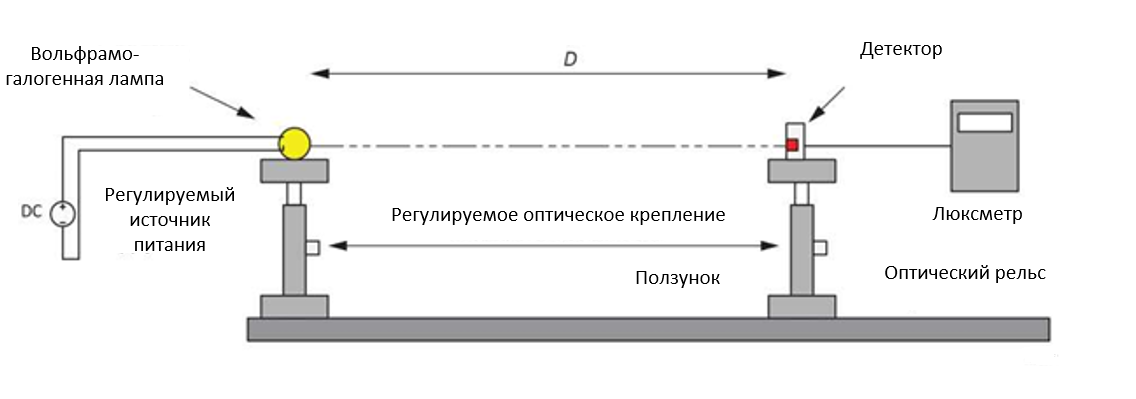 Вольфрамо-
галогенная лампа
D
Детектор
DC
Регулируемый
источник
питания
Регулируемое оптическое крепление
Люксметр
Ползунок
Оптический рельс